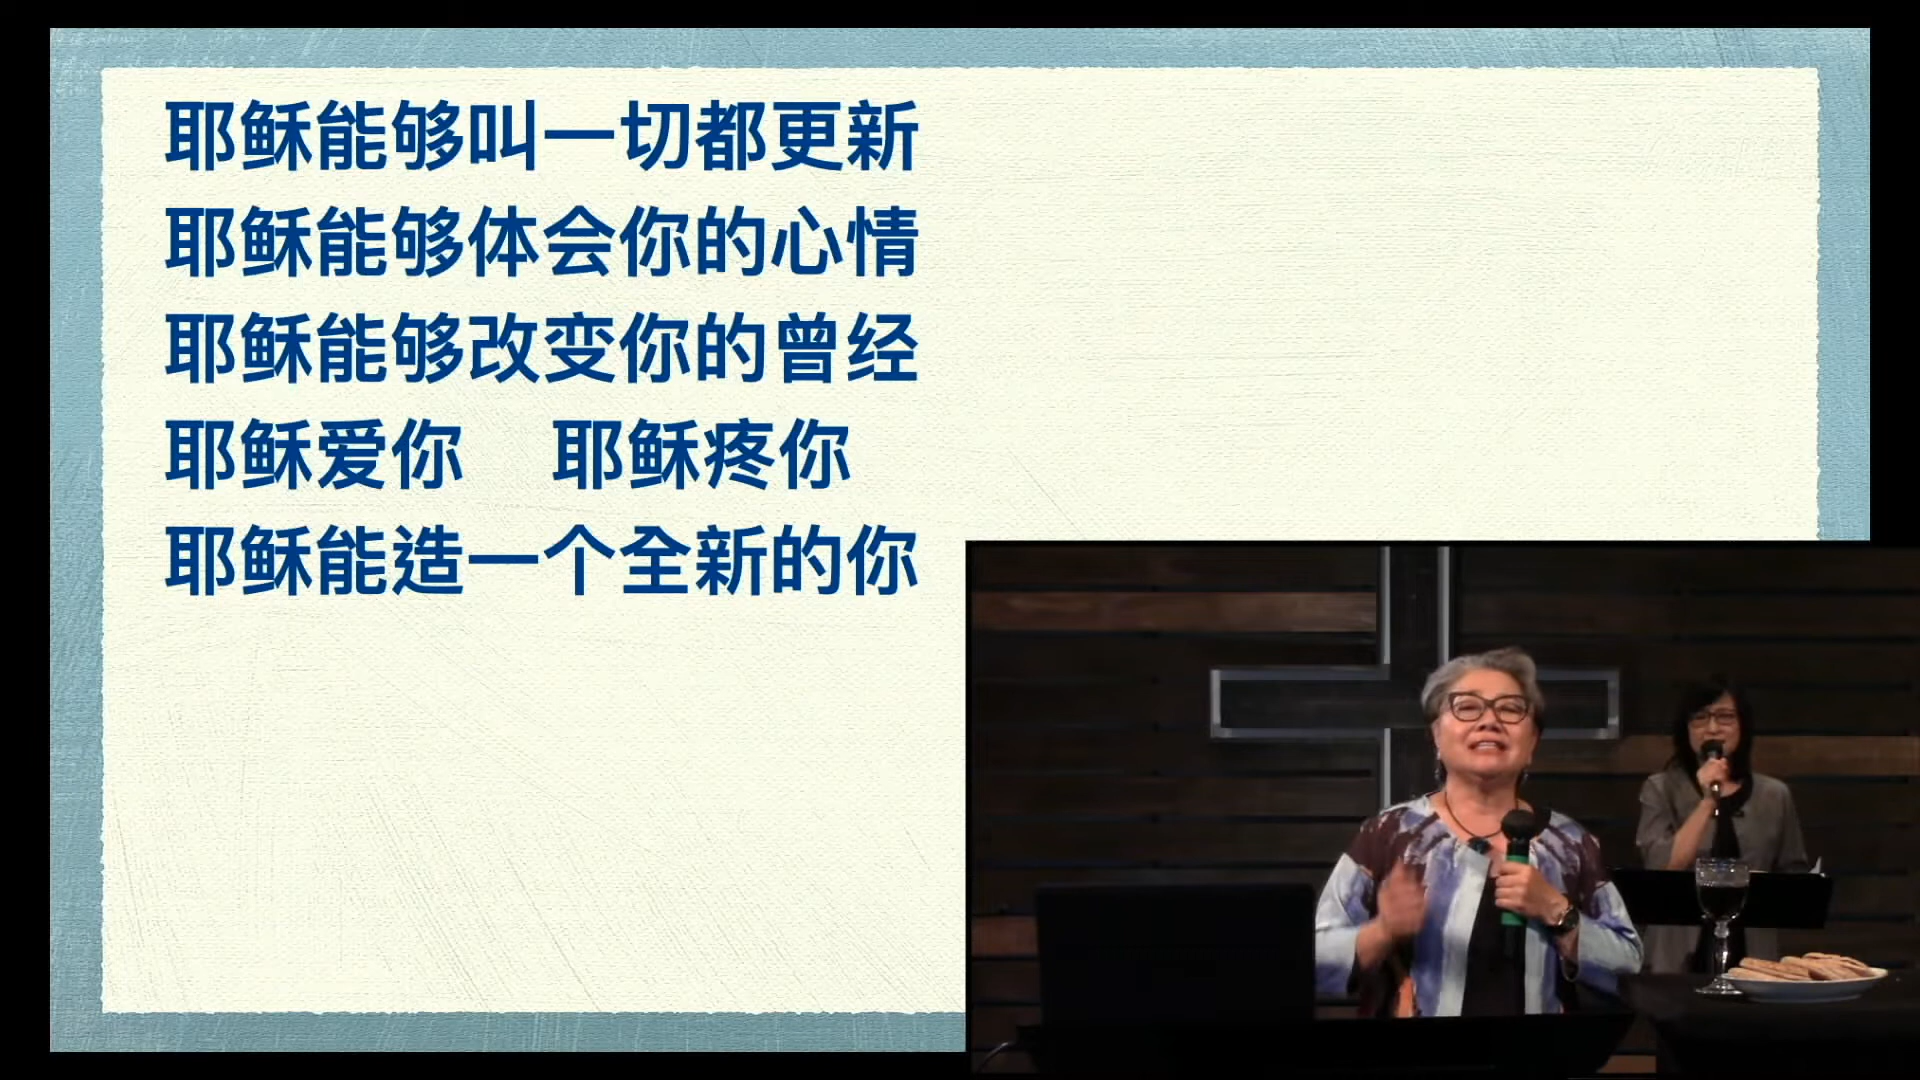 耶稣能够叫一切都更新
耶稣能够体会你的心情
耶稣能够改变你的曾经
耶稣爱你 耶稣疼你
耶稣能造一个全新的你